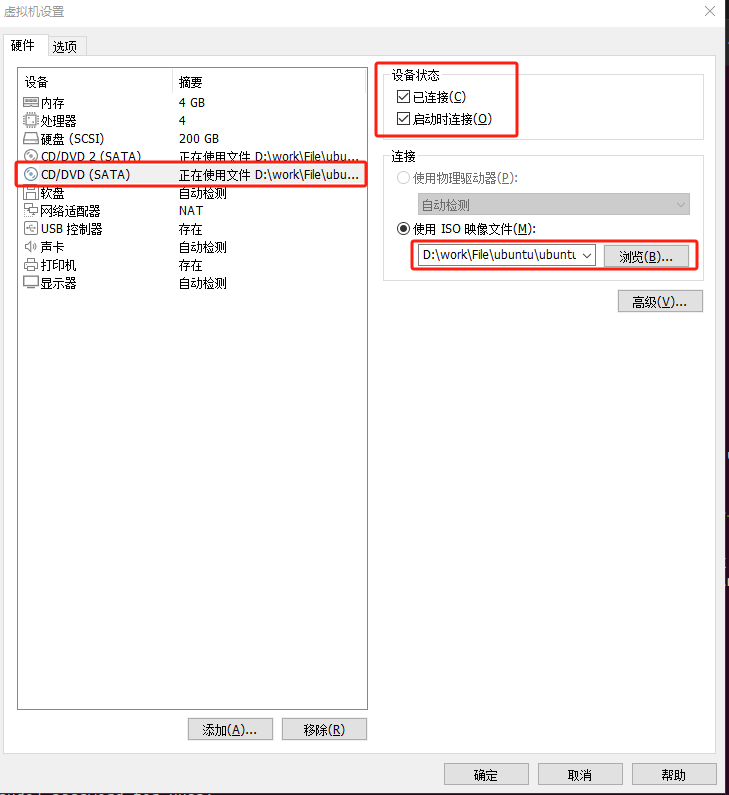 虚拟机设置
硬件 选项
设备 摘要
内存 4 GB
处理器 4
硬盘 (SCSI) 200 GB
CD/DVD 2 (SATA) 正在使用文件 D:\work\File\ubu...
CD/DVD (SATA) 正在使用文件 D:\work\File\ubu...
软盘 自动检测
网络适配器 NAT
USB 控制器 存在
声卡 自动检测
打印机 存在
显示器 自动检测
添加(A)... 移除(R)
设备状态
已连接(C)
启动时连接(O)
连接
使用物理驱动器(P):
自动检测
使用 ISO 映像文件(M):
D:\work\File\ubuntu\ubuntu 浏览(B)...
高级(V)...
确定 取消 帮助